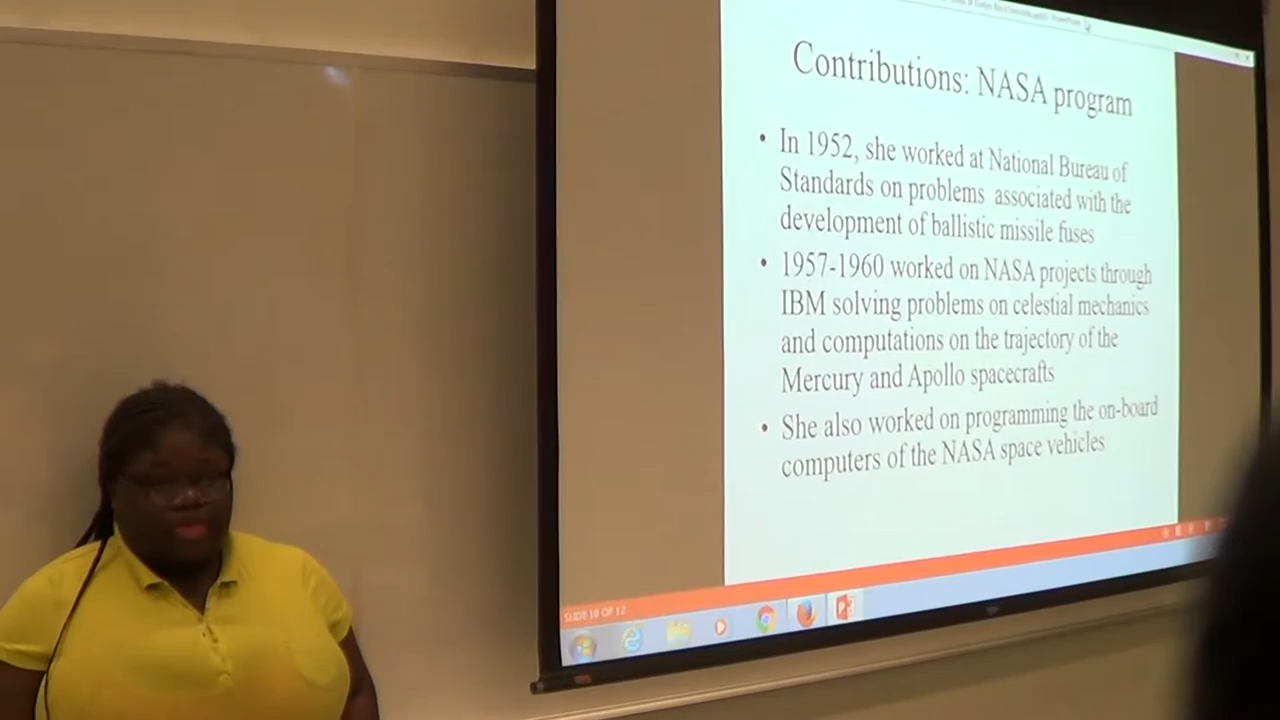 Contributions: NASA program
• In 1952, she worked at National Bureau of
Standards on problems associated with the
development of ballistic missile fuses
• 1957-1960 worked on NASA projects through
IBM solving problems on celestial mechanics
and computations on the trajectory of the
Mercury and Apollo spacecrafts
• She also worked on programming the on-board
computers of the NASA space vehicles
SLIDE 10 OF 12